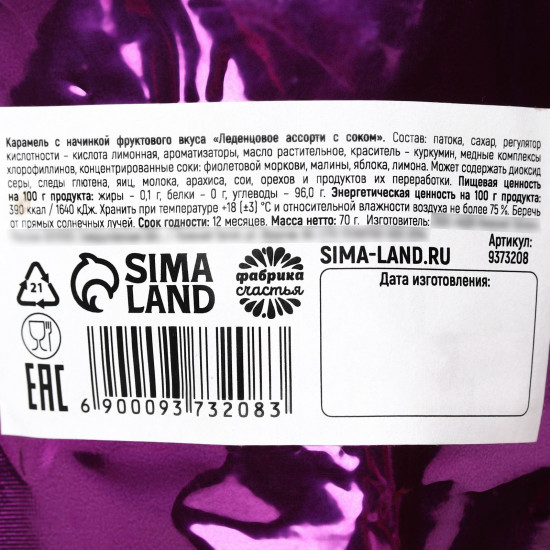 Карамель с начинкой фруктового вкуса «Леденцовое ассорти с соком». Состав: патока, сахар, регулятор
кислотности - кислота лимонная, ароматизаторы, масло растительное, краситель - куркумин, медные комплексы
хлорофиллинов, концентрированные соки: фиолетовой моркови, малины, яблока, лимона. Может содержать диоксид
серы, следы глютена, яиц, молока, арахиса, сои, орехов и продуктов их переработки. Пищевая ценность
на 100 г продукта: жиры - 0,1 г, белки - 0 г, углеводы - 96,0 г. Энергетическая ценность на 100 г продукта:
390 ккал / 1640 кДж. Хранить при температуре +18 (±3) °C и относительности воздуха не более 75 %. Беречь
от прямых солнечных лучей. Срок годности: 12 месяцев. Масса нетто: 70 г. Изготовитель:
SIMA
LAND
фабрика
счастья
SIMA-LAND.RU
Артикул:
9373208
Дата изготовления:
21
EAC
6 900093 732083